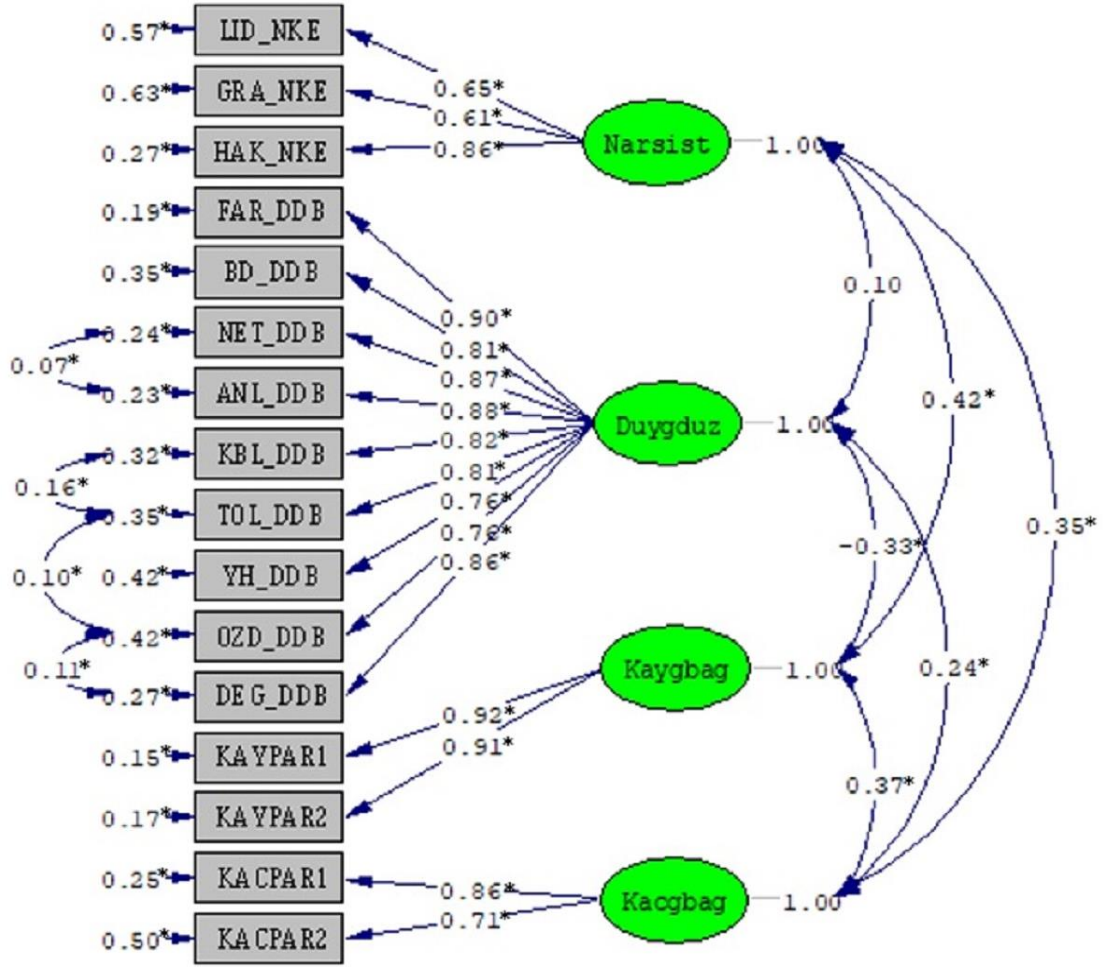 0.57* LID_NKE
0.65*
0.63* GRA_NKE
0.61*
0.27* HAK_NKE
0.86*
Narsist 1.00
0.19* FAR_DDB
0.35* BD_DDB
0.10
0.90*
0.24* NET_DDB
0.81*
0.07*
0.87*
0.23* ANL_DDB
0.42*
0.88*
Duygduz 1.00
0.82*
0.32* KBL_DDB
0.81*
0.16*
0.76*
0.35* TOL_DDB
0.35*
0.76*
-0.33*
0.86*
0.10*
0.42* YH_DDB
0.42* OZD_DDB
0.11*
Kaygbag 1.00
0.24*
0.27* DEG_DDB
0.92*
0.91*
0.15* KAYPAR1
0.37*
0.17* KAYPAR2
0.25* KACPAR1
0.86*
Kacgbag 1.00
0.71*
0.50* KACPAR2